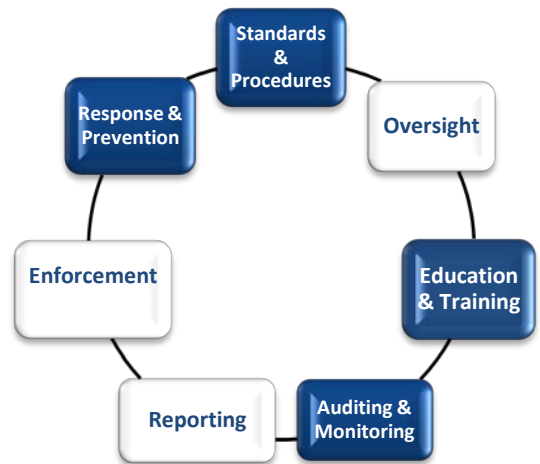 Standards
&
Procedures
Oversight
Education
& Training
Auditing &
Monitoring
Reporting
Enforcement
Response &
Prevention